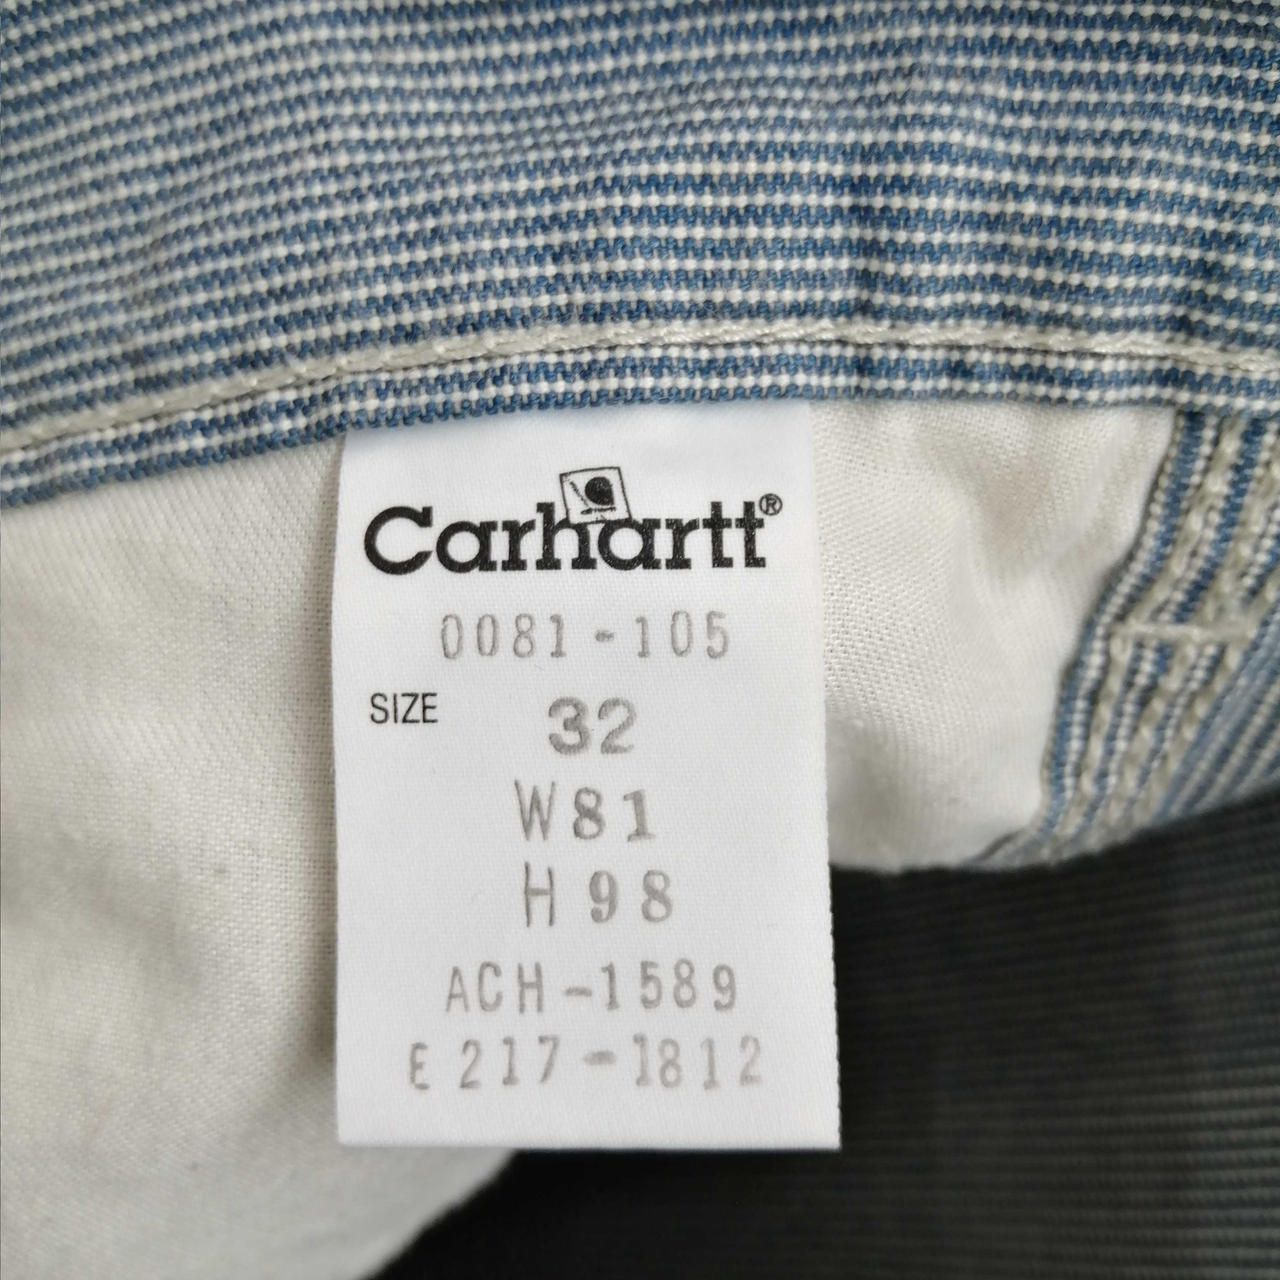 Carhartt®
0081-105
SIZE 32
W81
H98
ACH-1589
E217-1812